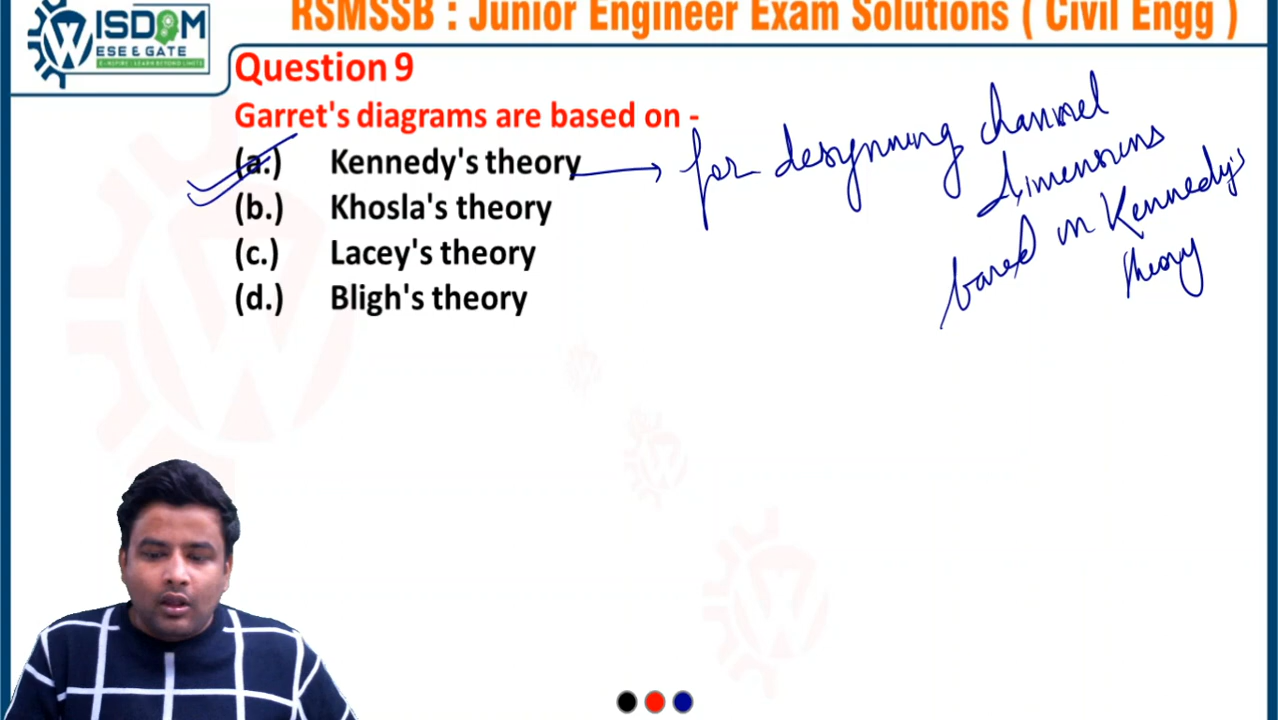 WISDOM
ESE & GATE
RSMSSB : Junior Engineer Exam Solutions ( Civil Engg )
Question 9
Garret's diagrams are based on -
(a.) Kennedy's theory
for designing channel
dimensions
based on Kennedy's
theory
(b.) Khosla's theory
(c.) Lacey's theory
(d.) Bligh's theory